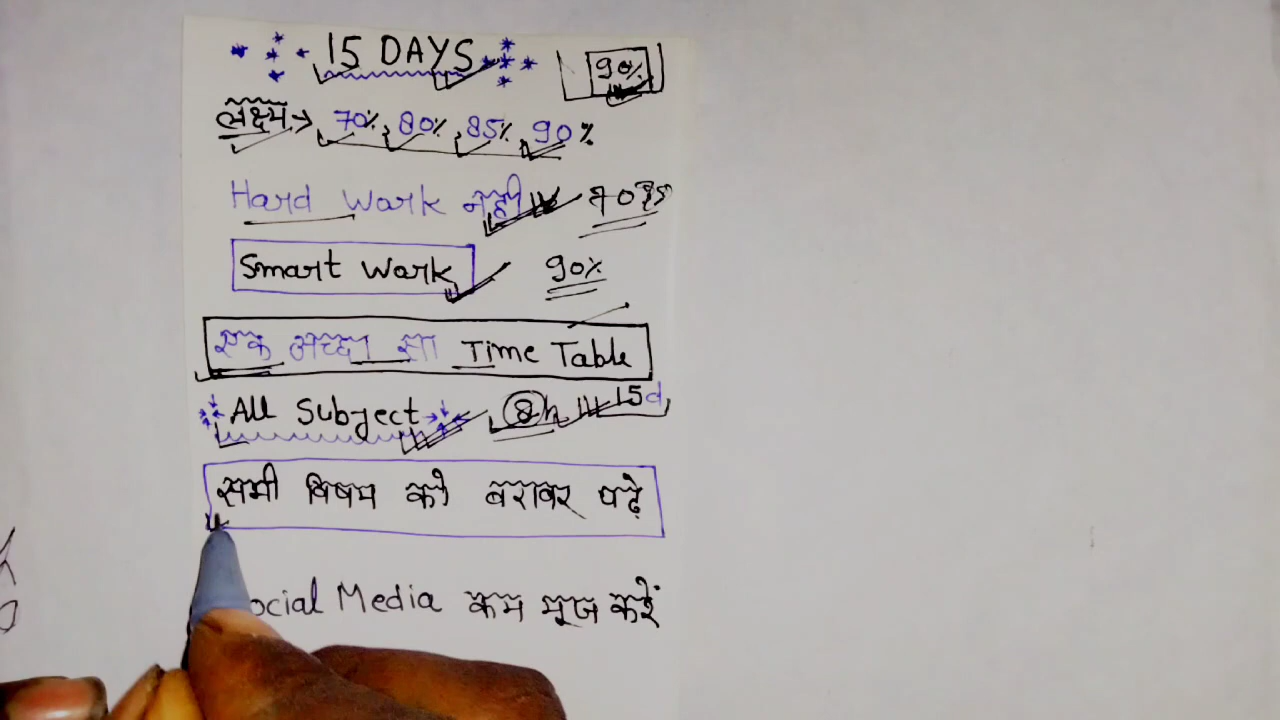 15 DAYS 90%
लक्ष्य → 70% 80% 85% 90%
Hard Work नही
Smart Work 90%
एक अच्छा सा Time Table
All Subject 8h 15d
सभी विषय को बराबर पढ़े
ocial Media कम यूज करें